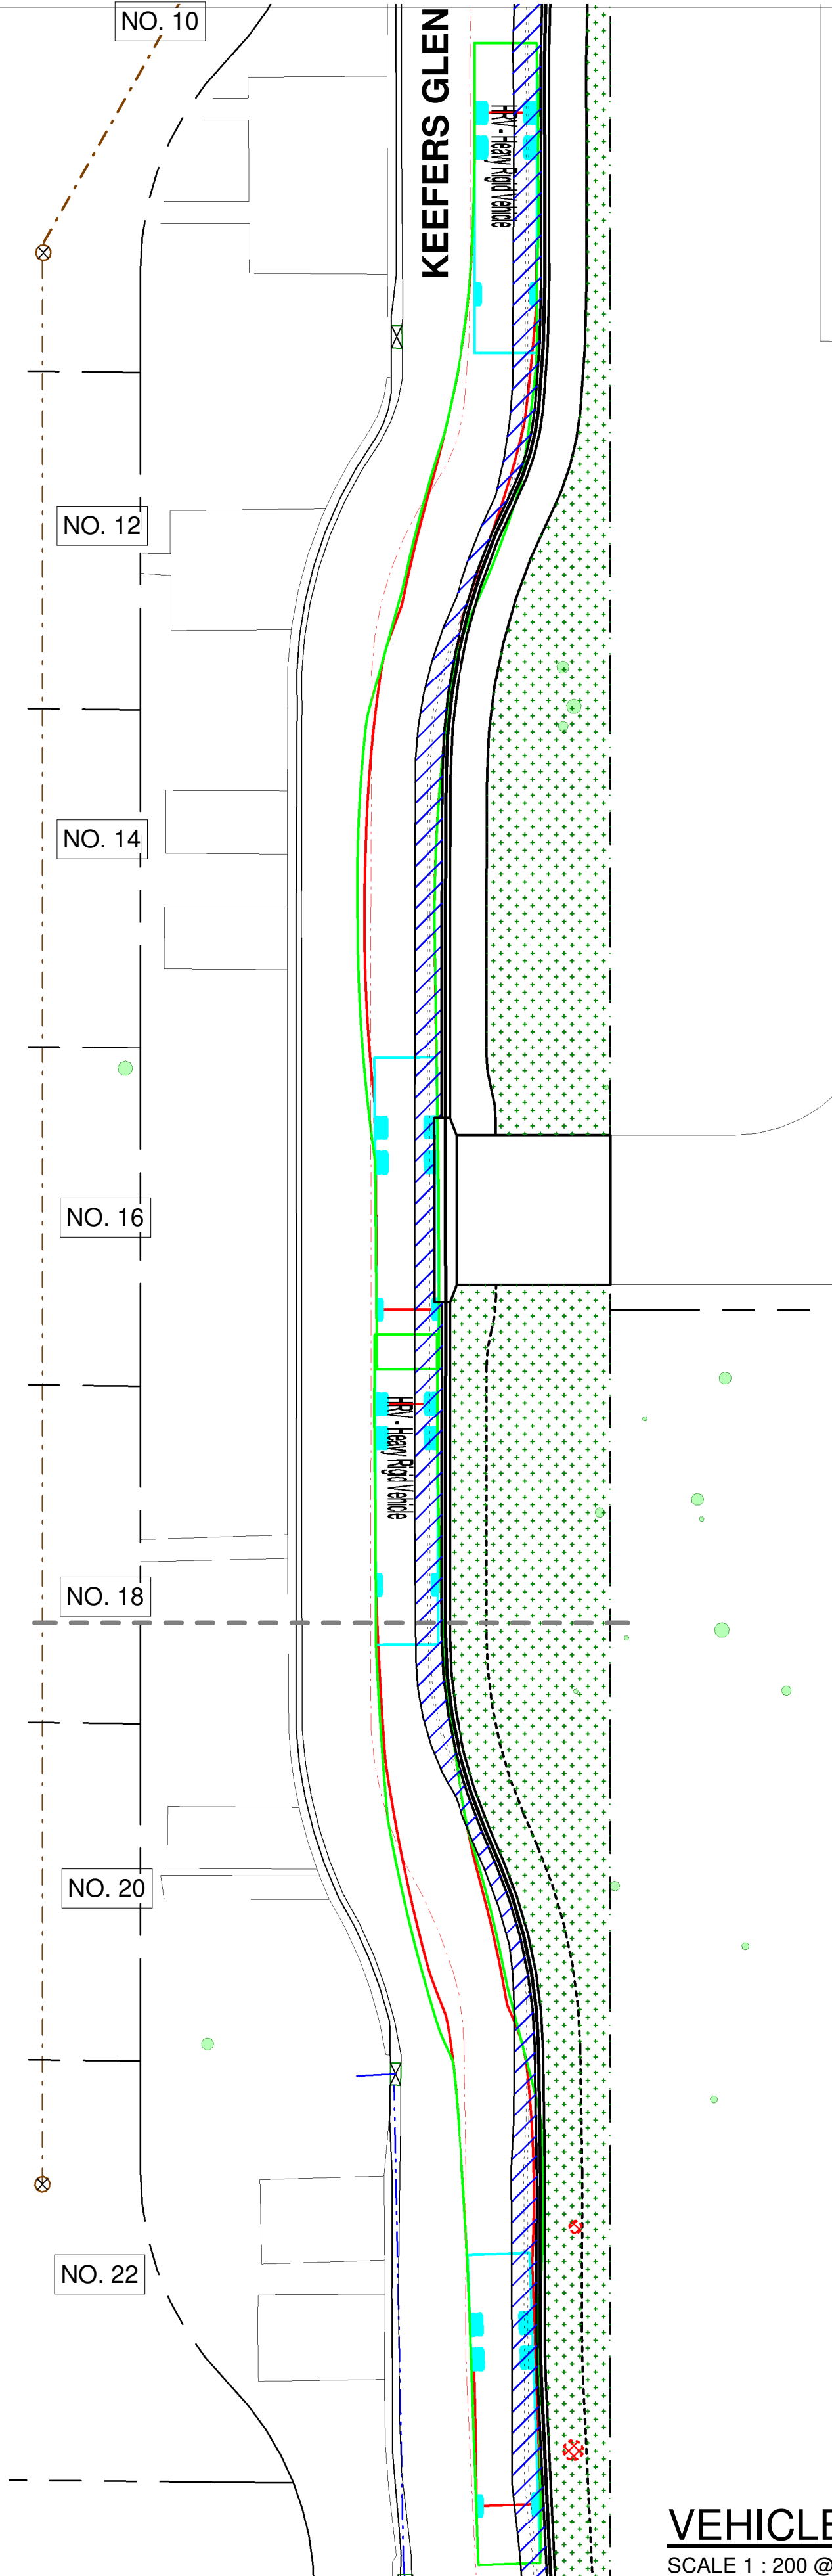 NO. 10
KEEFERS GLEN
HRV - Heavy Rigid Vehicle
NO. 12
NO. 14
NO. 16
HRV - Heavy Rigid Vehicle
NO. 18
NO. 20
NO. 22
VEHICLE
SCALE 1 : 200 @